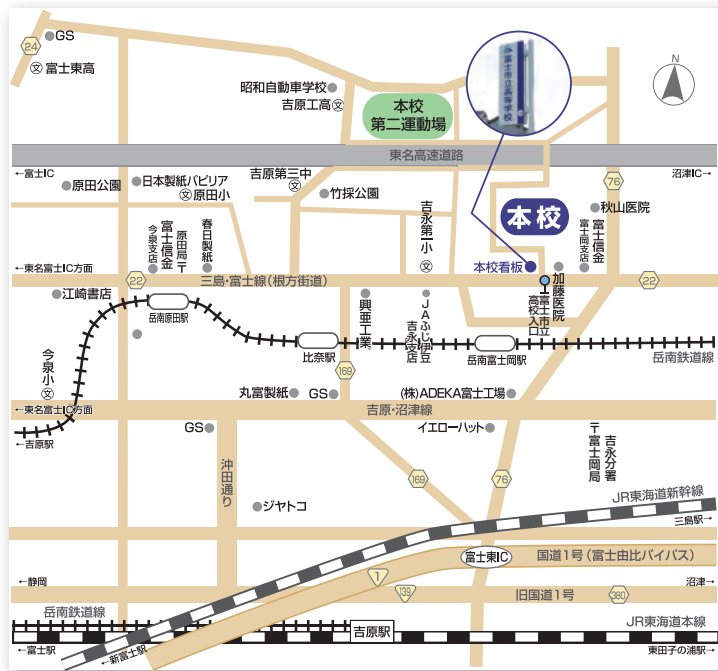 GS
24
富士東高
昭和自動車学校
吉原工高
本校
第二運動場
富士市立高等学校
N
東名高速道路
←富士IC
沼津IC→
76
原田公園
日本製紙パピリア
原田小
吉原第三中
竹採公園
秋山医院
本校
吉永第一小
富士信金
富士岡支店
富士信金
今泉支店
原田局
春日製紙
本校看板
加藤医院
←東名富士IC方面
22
三島・富士線(根方街道)
22
富士市立
高校入口
江崎書店
岳南原田駅
興亜工業
JAふじ伊豆
吉永支店
比奈駅
岳南富士岡駅
岳南鉄道線
今泉小
169
丸富製紙
GS
(株)ADEKA富士工場
←東名富士IC方面
吉原・沼津線
←吉原駅
GS
イエローハット
〒富士岡局
吉永分署
沖田通り
169
76
ジヤトコ
JR東海道新幹線
三島駅→
富士東IC
国道1号(富士由比バイパス)
←静岡
1
139
旧国道1号
380
沼津→
岳南鉄道線
吉原駅
JR東海道本線
←富士駅
←新富士駅
東田子の浦駅→